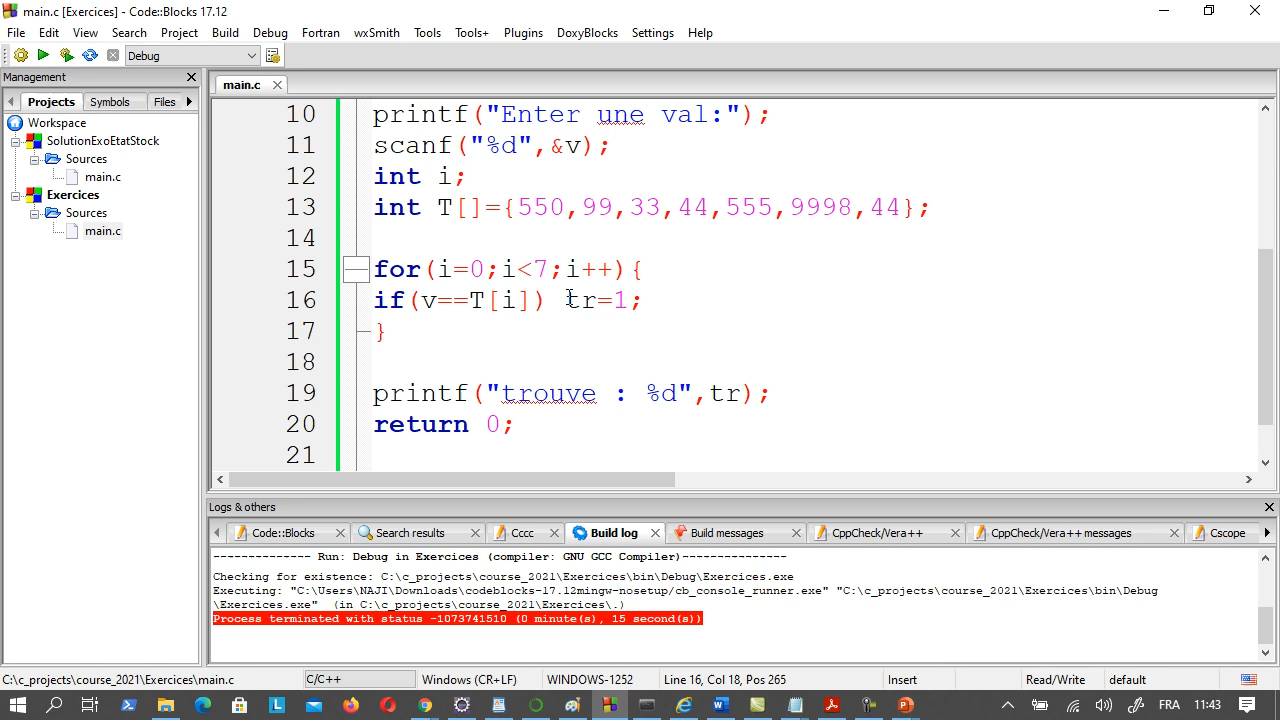 main.c [Exercices] - Code::Blocks 17.12
File Edit View Search Project Build Debug Fortran wxSmith Tools Tools+ Plugins DoxyBlocks Settings Help
Debug
Management
Projects Symbols Files
Workspace
SolutionExoEtatStock
Sources
main.c
Exercices
Sources
main.c
main.c
10 printf("Enter une val:");
11 scanf("%d",&v);
12 int i;
13 int T[]={550,99,33,44,555,9998,44};
14
15 for(i=0;i<7;i++){
16 if(v==T[i]) tr=1;
17 }
18
19 printf("trouve : %d",tr);
20 return 0;
21
Logs & others
Code::Blocks Search results Cccc Build log Build messages CppCheck/Vera++ CppCheck/Vera++ messages Cscope
-------------- Run: Debug in Exercices (compiler: GNU GCC Compiler)---------------
Checking for existence: C:\c_projects\course_2021\Exercices\bin\Debug\Exercices.exe
Executing: "C:\Users\NAJI\Downloads\codeblocks-17.12mingw-nosetup/cb_console_runner.exe" "C:\c_projects\course_2021\Exercices\bin\Debug
\Exercices.exe"  (in C:\c_projects\course_2021\Exercices\.)
Process terminated with status -1073741510 (0 minute(s), 15 second(s))
C:\c_projects\course_2021\Exercices\main.c C/C++ Windows (CR+LF) WINDOWS-1252 Line 16, Col 18, Pos 265 Insert Read/Write default
FRA 11:43